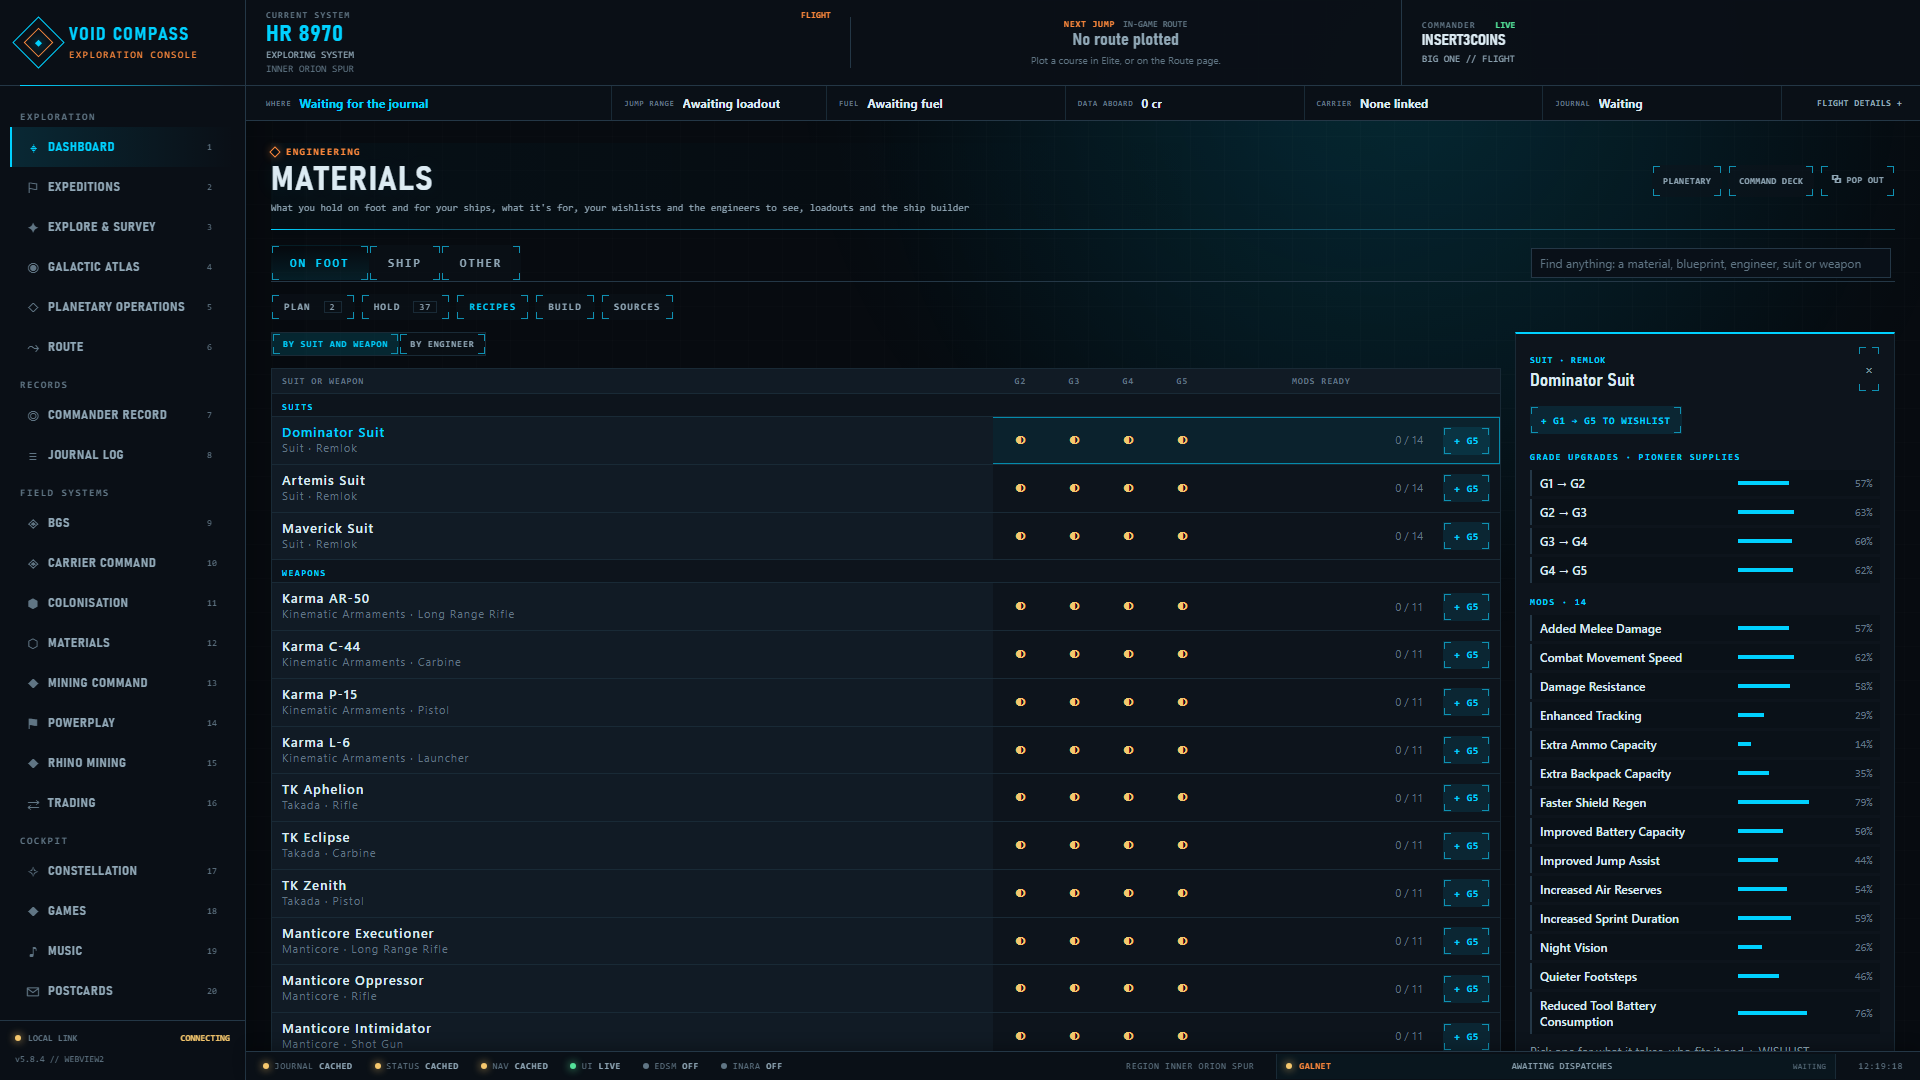 VOID COMPASS
EXPLORATION CONSOLE
CURRENT SYSTEM
HR 8970
EXPLORING SYSTEM
INNER ORION SPUR
FLIGHT
NEXT JUMP IN-GAME ROUTE
No route plotted
Plot a course in Elite, or on the Route page.
COMMANDER LIVE
INSERT3COINS
BIG ONE // FLIGHT
WHERE Waiting for the journal
JUMP RANGE Awaiting loadout
FUEL Awaiting fuel
DATA ABOARD 0 cr
CARRIER None linked
JOURNAL Waiting
FLIGHT DETAILS +
EXPLORATION
DASHBOARD 1
EXPEDITIONS 2
EXPLORE & SURVEY 3
GALACTIC ATLAS 4
PLANETARY OPERATIONS 5
ROUTE 6
RECORDS
COMMANDER RECORD 7
JOURNAL LOG 8
FIELD SYSTEMS
BGS 9
CARRIER COMMAND 10
COLONISATION 11
MATERIALS 12
MINING COMMAND 13
POWERPLAY 14
RHINO MINING 15
TRADING 16
COCKPIT
CONSTELLATION 17
GAMES 18
MUSIC 19
POSTCARDS 20
LOCAL LINK CONNECTING
v5.8.4 // WEBVIEW2
ENGINEERING
MATERIALS
What you hold on foot and for your ships, what it's for, your wishlists and the engineers to see, loadouts and the ship builder
PLANETARY
COMMAND DECK
POP OUT
ON FOOT
SHIP
OTHER
Find anything: a material, blueprint, engineer, suit or weapon
PLAN 2
HOLD 37
RECIPES
BUILD
SOURCES
BY SUIT AND WEAPON
BY ENGINEER
SUIT OR WEAPON G2 G3 G4 G5 MODS READY
SUITS
Dominator Suit
Suit · Remlok
0 / 14 + G5
Artemis Suit
Suit · Remlok
0 / 14 + G5
Maverick Suit
Suit · Remlok
0 / 14 + G5
WEAPONS
Karma AR-50
Kinematic Armaments · Long Range Rifle
0 / 11 + G5
Karma C-44
Kinematic Armaments · Carbine
0 / 11 + G5
Karma P-15
Kinematic Armaments · Pistol
0 / 11 + G5
Karma L-6
Kinematic Armaments · Launcher
0 / 11 + G5
TK Aphelion
Takada · Rifle
0 / 11 + G5
TK Eclipse
Takada · Carbine
0 / 11 + G5
TK Zenith
Takada · Pistol
0 / 11 + G5
Manticore Executioner
Manticore · Long Range Rifle
0 / 11 + G5
Manticore Oppressor
Manticore · Rifle
0 / 11 + G5
Manticore Intimidator
Manticore · Shot Gun
0 / 11 + G5
SUIT · REMLOK
Dominator Suit
×
+ G1 → G5 TO WISHLIST
GRADE UPGRADES · PIONEER SUPPLIES
G1 → G2 57%
G2 → G3 63%
G3 → G4 60%
G4 → G5 62%
MODS · 14
Added Melee Damage 57%
Combat Movement Speed 62%
Damage Resistance 58%
Enhanced Tracking 29%
Extra Ammo Capacity 14%
Extra Backpack Capacity 35%
Faster Shield Regen 79%
Improved Battery Capacity 50%
Improved Jump Assist 44%
Increased Air Reserves 54%
Increased Sprint Duration 59%
Night Vision 26%
Quieter Footsteps 46%
Reduced Tool Battery
Consumption 76%
Pick one for what it takes, who fits it and + WISHLIST
JOURNAL CACHED
STATUS CACHED
NAV CACHED
UI LIVE
EDSM OFF
INARA OFF
REGION INNER ORION SPUR
GALNET
AWAITING DISPATCHES
WAITING
12:19:18